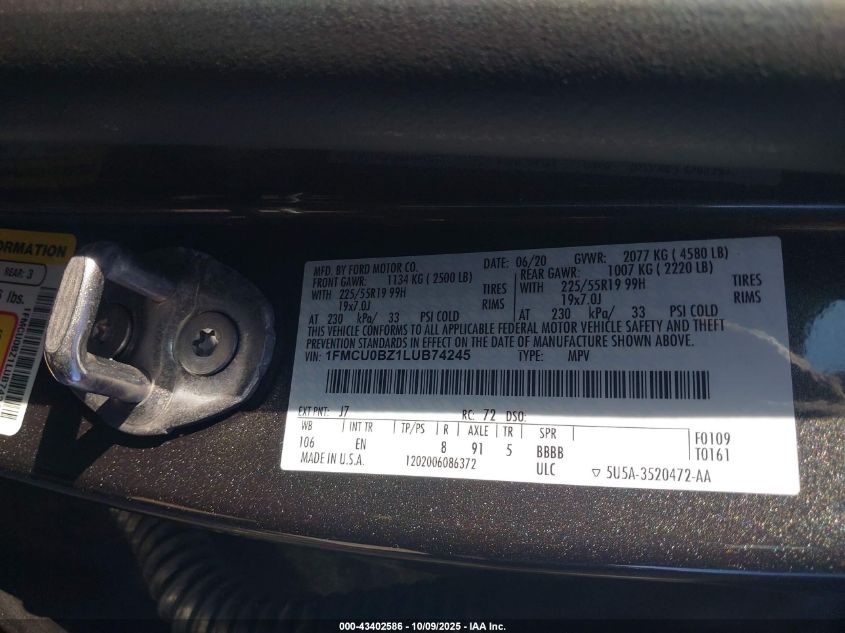 ORMATION
REAR: 3
lbs.
MFD. BY FORD MOTOR CO. DATE: 06/20 GVWR: 2077 KG ( 4580 LB)
FRONT GAWR: 1134 KG ( 2500 LB) REAR GAWR: 1007 KG ( 2220 LB)
WITH 225/55R19 99H TIRES WITH 225/55R19 99H TIRES
19x7.0J RIMS 19x7.0J RIMS
AT 230 kPa/ 33 PSI COLD AT 230 kPa/ 33 PSI COLD
THIS VEHICLE CONFORMS TO ALL APPLICABLE FEDERAL MOTOR VEHICLE SAFETY AND THEFT
PREVENTION STANDARDS IN EFFECT ON THE DATE OF MANUFACTURE SHOWN ABOVE.
VIN: 1FMCU0BZ1LUB74245 TYPE: MPV
EXT PNT: J7 RC: 72 DSO:
WB INT TR TP/PS R AXLE TR SPR
106 EN 8 91 5 BBBB F0109
T0161
MADE IN U.S.A. 1202006086372 ULC ▽ 5U5A-3520472-AA
000-43402586 - 10/09/2025 - IAA Inc.